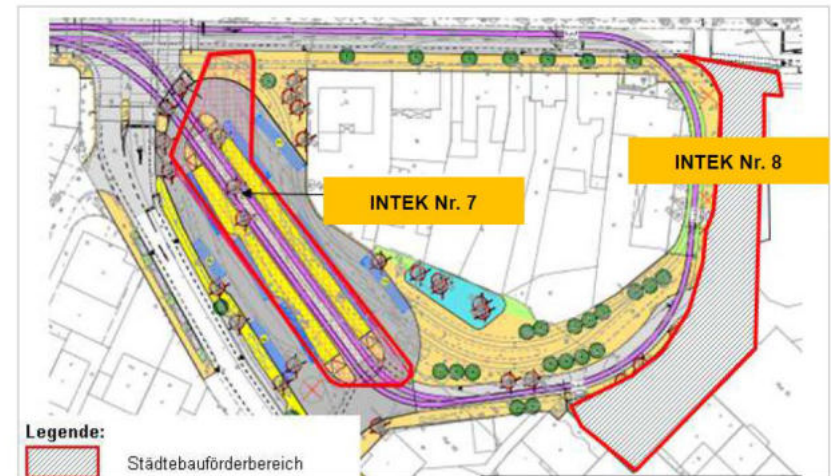 INTEK Nr. 8
INTEK Nr. 7
Legende:
Städtebauförderbereich